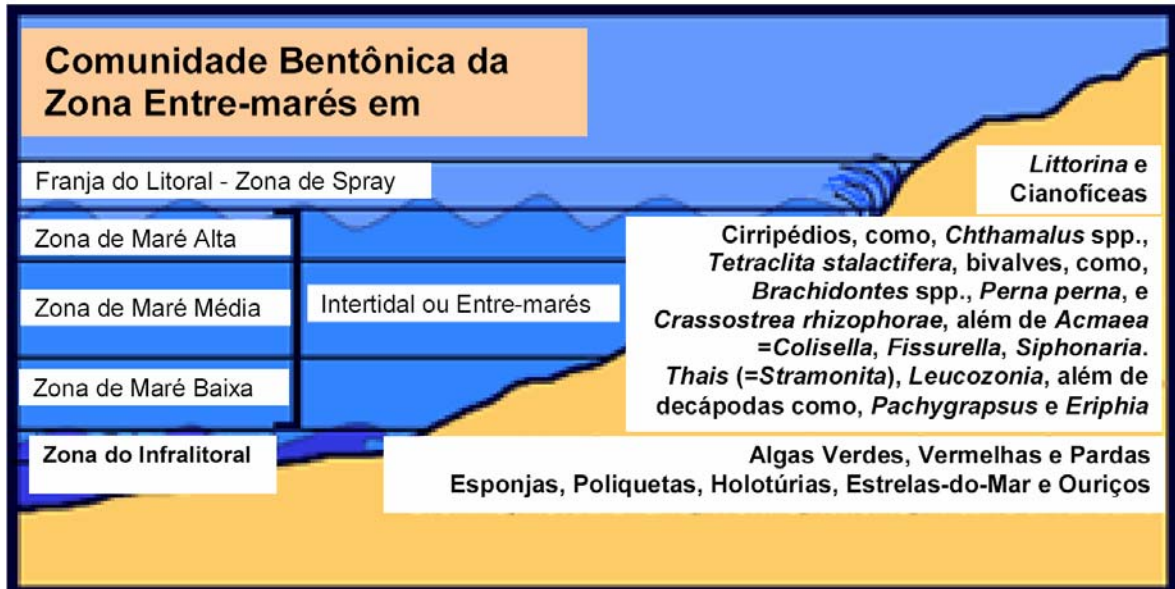 Comunidade Bentônica da
Zona Entre-marés em
Franja do Litoral - Zona de Spray
Littorina e
Cianofíceas
Zona de Maré Alta
Zona de Maré Média
Zona de Maré Baixa
Intertidal ou Entre-marés
Cirripédios, como, Chthamalus spp.,
Tetraclita stalactifera, bivalves, como,
Brachidontes spp., Perna perna, e
Crassostrea rhizophorae, além de Acmaea
=Colisella, Fissurella, Siphonaria.
Thais (=Stramonita), Leucozonia, além de
decápodas como, Pachygrapsus e Eriphia
Zona do Infralitoral
Algas Verdes, Vermelhas e Pardas
Esponjas, Poliquetas, Holotúrias, Estrelas-do-Mar e Ouriços